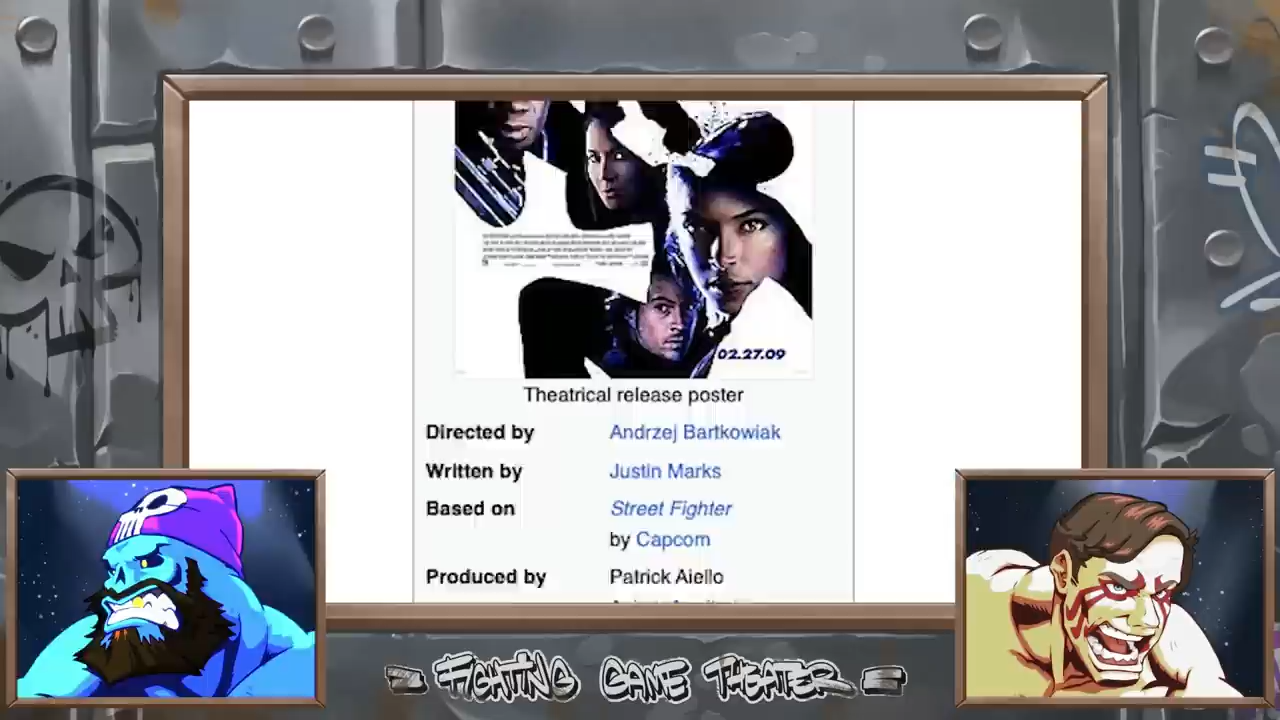 02.27.09
Theatrical release poster
Directed by Andrzej Bartkowiak
Written by Justin Marks
Based on Street Fighter
by Capcom
Produced by Patrick Aiello
FIGHTING GAME THEATER